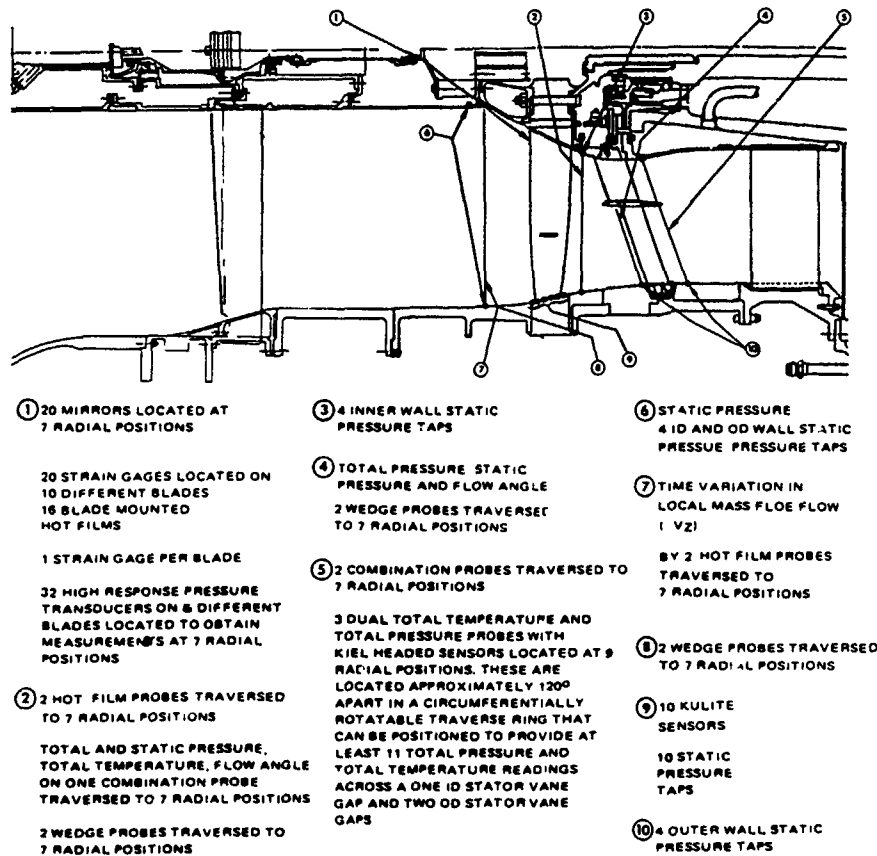 1 2 3 4 5
6
7 8 9 10
① 20 MIRRORS LOCATED AT
7 RADIAL POSITIONS
20 STRAIN GAGES LOCATED ON
10 DIFFERENT BLADES
16 BLADE MOUNTED
HOT FILMS
1 STRAIN GAGE PER BLADE
32 HIGH RESPONSE PRESSURE
TRANSDUCERS ON 6 DIFFERENT
BLADES LOCATED TO OBTAIN
MEASUREMENTS AT 7 RADIAL
POSITIONS
② 2 HOT FILM PROBES TRAVERSED
TO 7 RADIAL POSITIONS
TOTAL AND STATIC PRESSURE,
TOTAL TEMPERATURE, FLOW ANGLE
ON ONE COMBINATION PROBE
TRAVERSED TO 7 RADIAL POSITIONS
2 WEDGE PROBES TRAVERSED TO
7 RADIAL POSITIONS
③ 4 INNER WALL STATIC
PRESSURE TAPS
④ TOTAL PRESSURE STATIC
PRESSURE AND FLOW ANGLE
2 WEDGE PROBES TRAVERSED
TO 7 RADIAL POSITIONS
⑤ 2 COMBINATION PROBES TRAVERSED TO
7 RADIAL POSITIONS
3 DUAL TOTAL TEMPERATURE AND
TOTAL PRESSURE PROBES WITH
KIEL HEADED SENSORS LOCATED AT 9
RADIAL POSITIONS. THESE ARE
LOCATED APPROXIMATELY 120°
APART IN A CIRCUMFERENTIALLY
ROTATABLE TRAVERSE RING THAT
CAN BE POSITIONED TO PROVIDE AT
LEAST 11 TOTAL PRESSURE AND
TOTAL TEMPERATURE READINGS
ACROSS A ONE ID STATOR VANE
GAP AND TWO OD STATOR VANE
GAPS
⑥ STATIC PRESSURE
4 ID AND OD WALL STATIC
PRESSUE PRESSURE TAPS
⑦ TIME VARIATION IN
LOCAL MASS FLOE FLOW
( VZ)
BY 2 HOT FILM PROBES
TRAVERSED TO
7 RADIAL POSITIONS
⑧ 2 WEDGE PROBES TRAVERSED
TO 7 RADIAL POSITIONS
⑨ 10 KULITE
SENSORS
10 STATIC
PRESSURE
TAPS
⑩ 4 OUTER WALL STATIC
PRESSURE TAPS